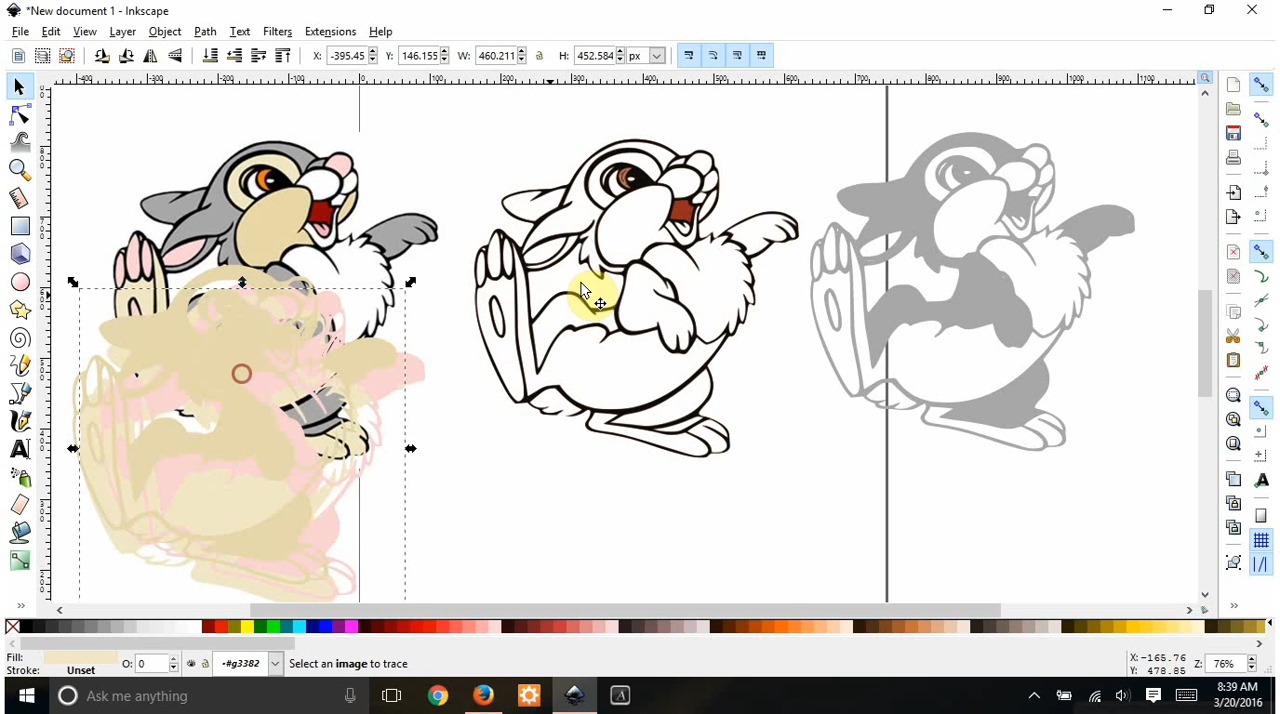 *New document 1 - Inkscape
File Edit View Layer Object Path Text Filters Extensions Help
X: -395.45 Y: 146.155 W: 460.211 H: 452.584 px
Fill:
Stroke: Unset O: 0 -#g3382 Select an image to trace X: -165.76 Y: 478.85 Z: 76%
Ask me anything
8:39 AM
3/20/2016